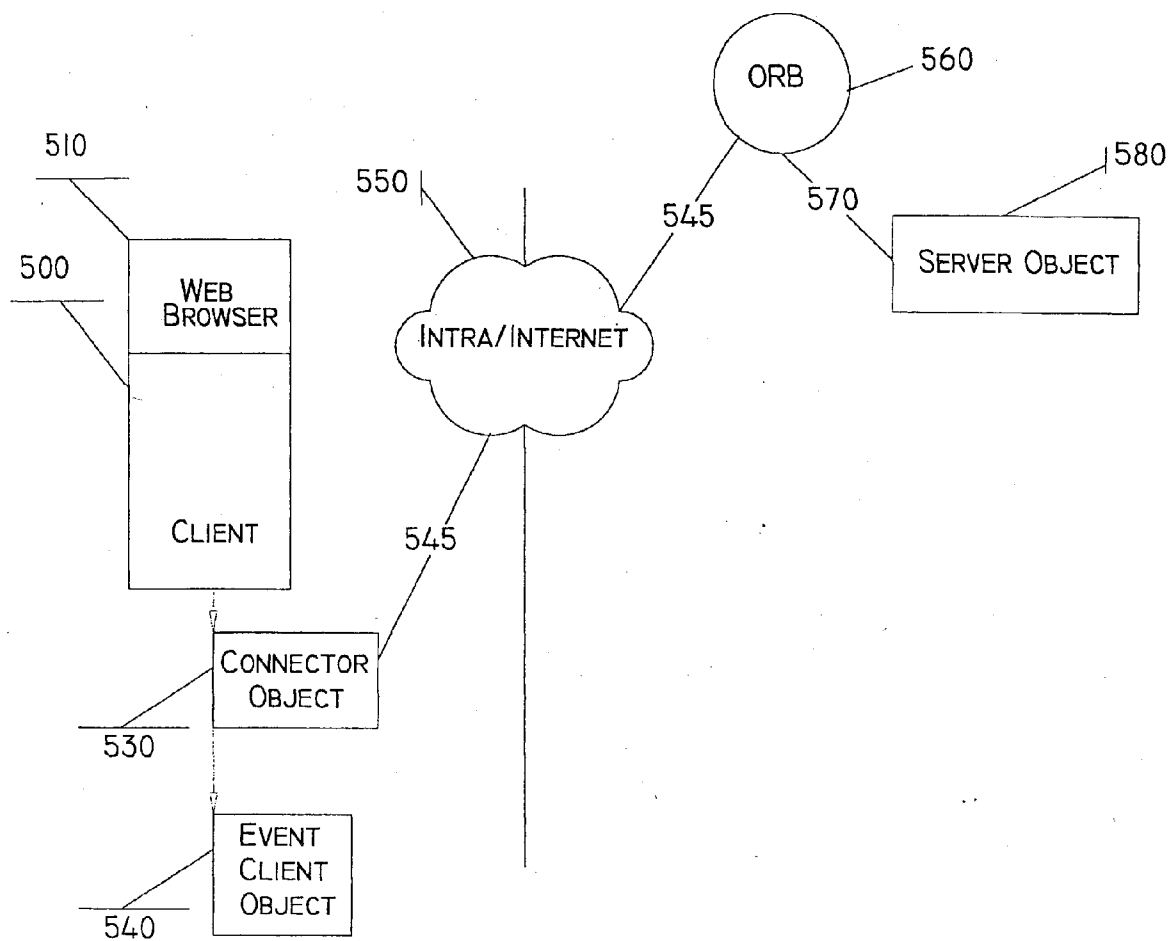 ORB
560
510
580
550
570
545
500
WEB
BROWSER
SERVER OBJECT
INTRA/INTERNET
CLIENT
545
CONNECTOR
OBJECT
530
EVENT
CLIENT
OBJECT
540